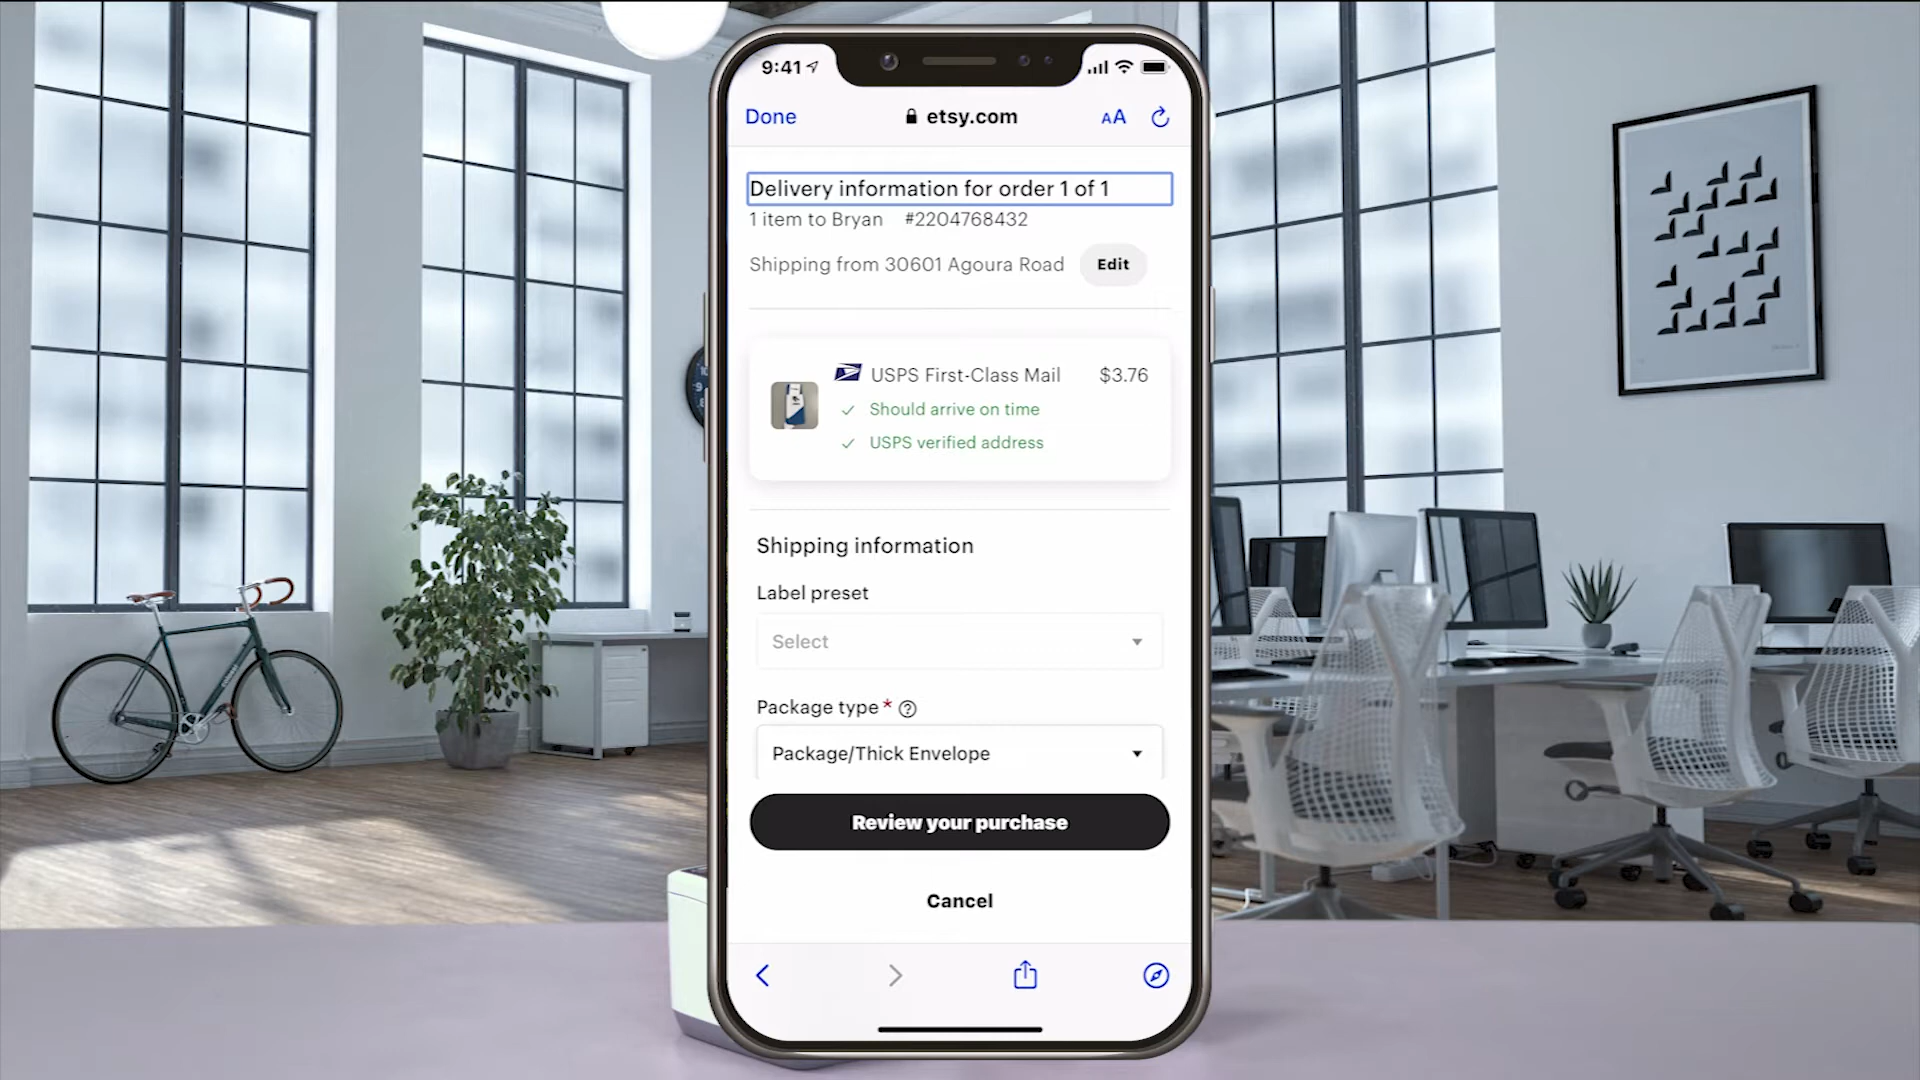 9:41
Done
etsy.com
AA
Delivery information for order 1 of 1
1 item to Bryan #2204768432
Shipping from 30601 Agoura Road
Edit
USPS First-Class Mail $3.76
Should arrive on time
USPS verified address
Shipping information
Label preset
Select
Package type * ?
Package/Thick Envelope
Review your purchase
Cancel